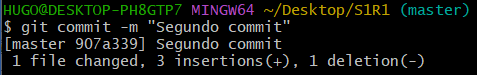 HUGO@DESKTOP-PH8GTP7 MINGW64 ~/Desktop/S1R1 (master)
$ git commit -m "Segundo commit"
[master 907a339] Segundo commit
 1 file changed, 3 insertions(+), 1 deletion(-)